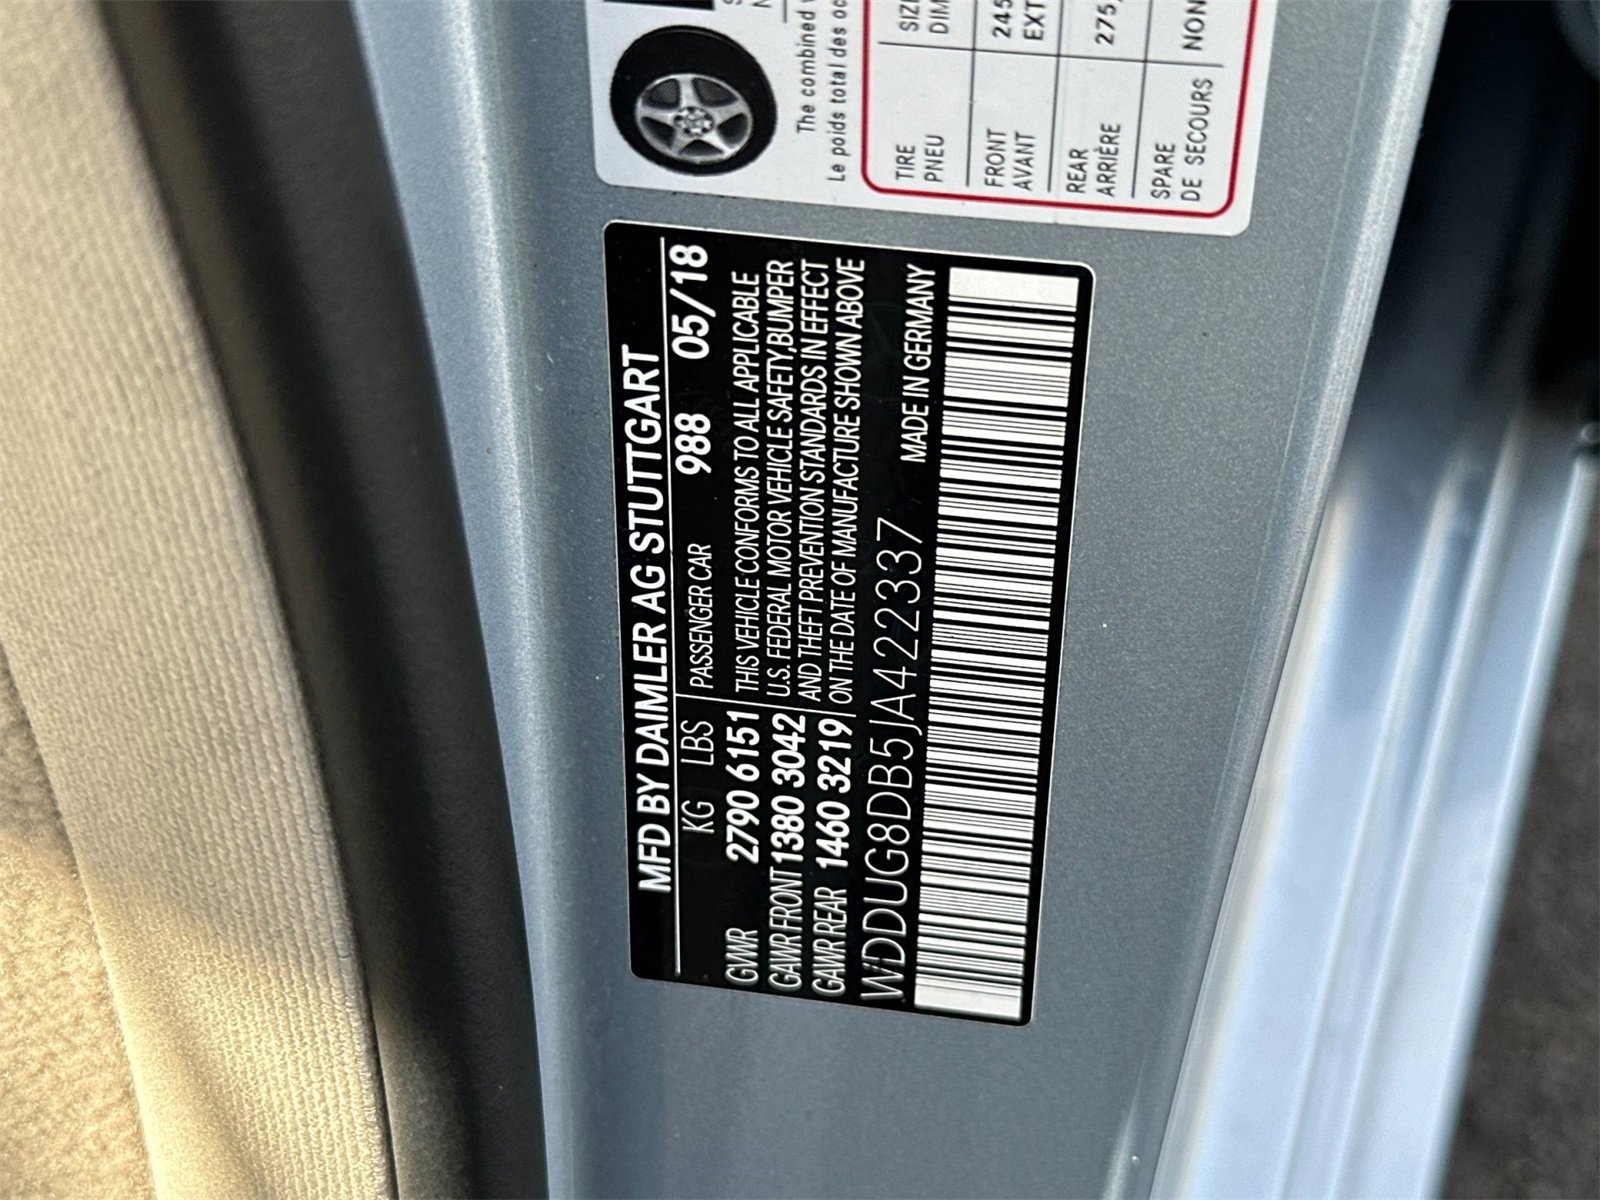 The combined
Le poids total des oc
TIRE
PNEU
SIZE
DIM
FRONT
AVANT
245
EXT
REAR
ARRIÈRE
275
SPARE
DE SECOURS
NON
MFD BY DAIMLER AG STUTTGART
KG LBS PASSENGER CAR 988 05/18
GVWR 2790 6151
GAWR FRONT 1380 3042
GAWR REAR 1460 3219
THIS VEHICLE CONFORMS TO ALL APPLICABLE
U.S. FEDERAL MOTOR VEHICLE SAFETY,BUMPER
AND THEFT PREVENTION STANDARDS IN EFFECT
ON THE DATE OF MANUFACTURE SHOWN ABOVE
WDDUG8DB5JA422337 MADE IN GERMANY